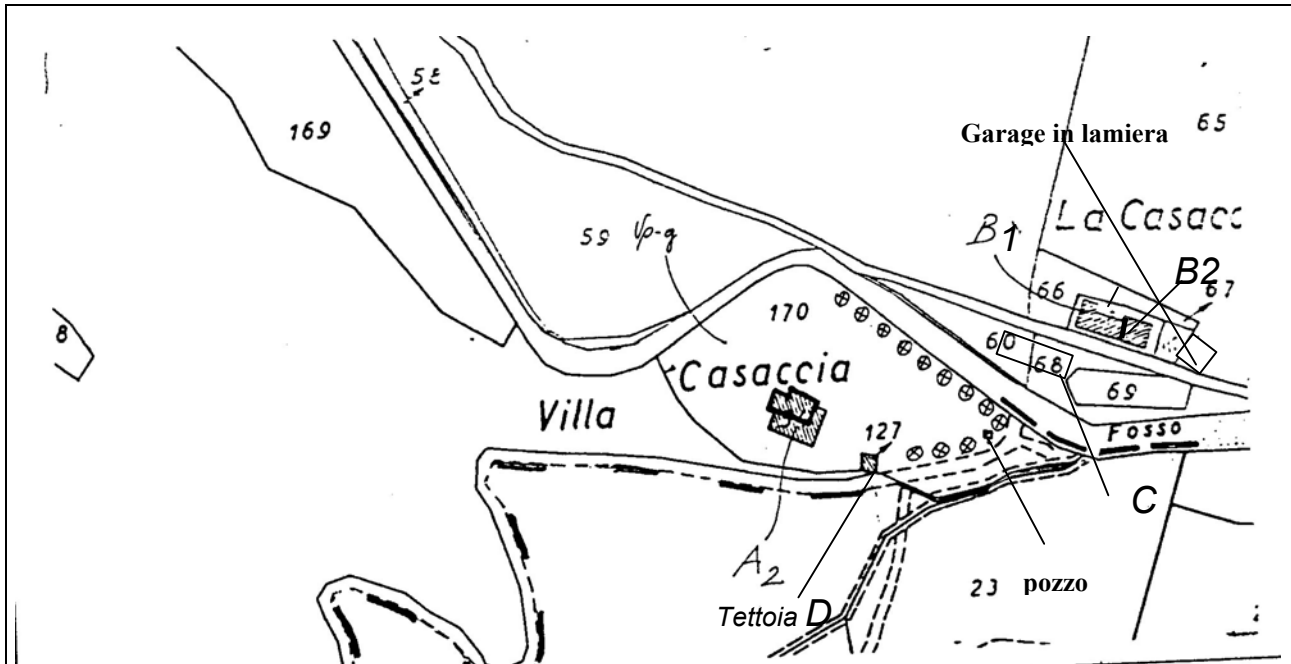 58
169
65
Garage in lamiera
La Casacc
59 Vp-g
B1
B2
66
67
170
60
68
69
Casaccia
Villa
127
Fosso
8
C
A2
23
pozzo
Tettoia D